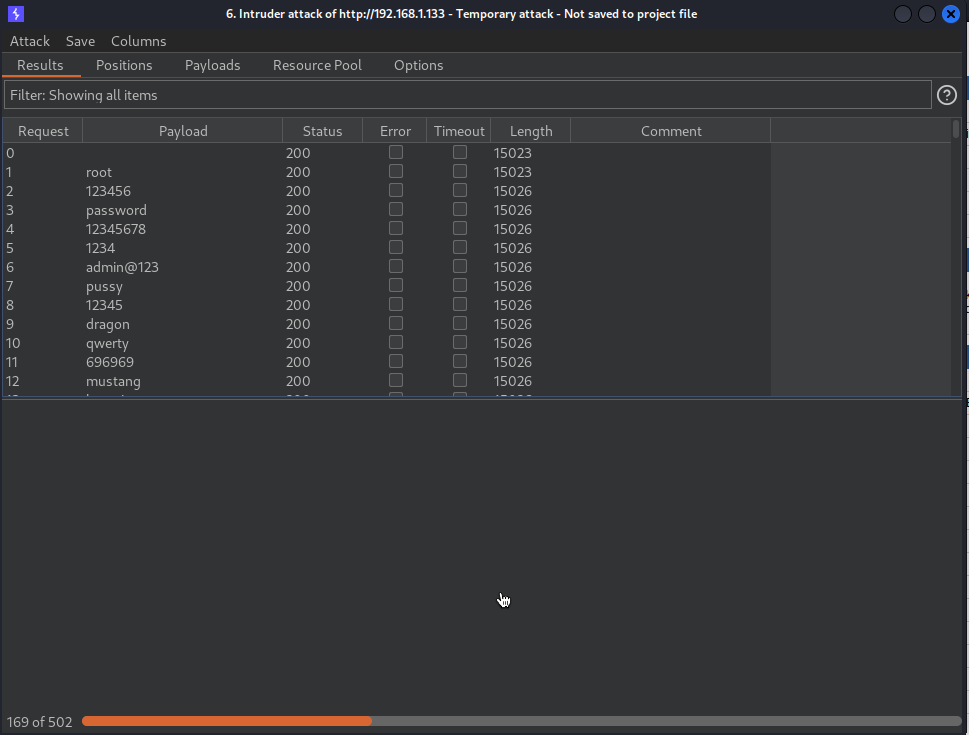 6. Intruder attack of http://192.168.1.133 - Temporary attack - Not saved to project file
Attack Save Columns
Results Positions Payloads Resource Pool Options
Filter: Showing all items ?
Request Payload Status Error Timeout Length Comment
0 200 15023
1 root 200 15023
2 123456 200 15026
3 password 200 15026
4 12345678 200 15026
5 1234 200 15026
6 admin@123 200 15026
7 pussy 200 15026
8 12345 200 15026
9 dragon 200 15026
10 qwerty 200 15026
11 696969 200 15026
12 mustang 200 15026
169 of 502